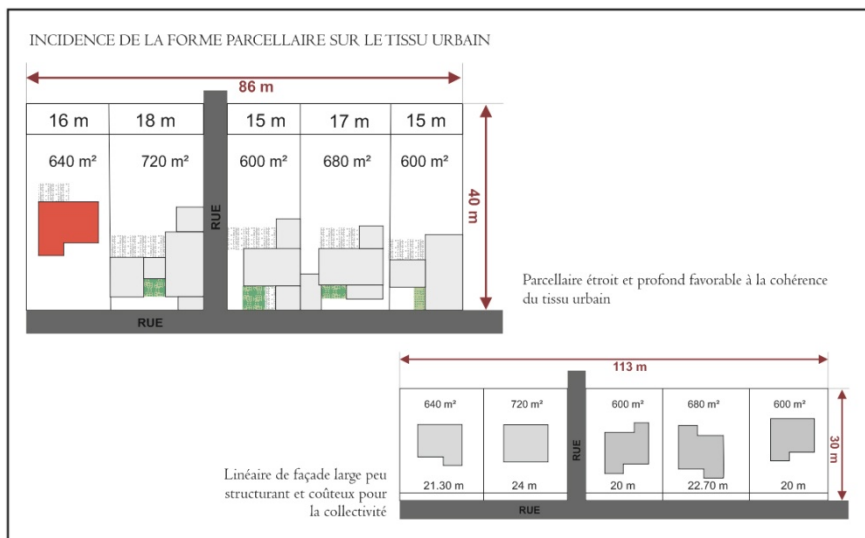 INCIDENCE DE LA FORME PARCELLAIRE SUR LE TISSU URBAIN
86 m
16 m
18 m
15 m
17 m
15 m
640 m²
720 m²
600 m²
680 m²
600 m²
40 m
RUE
RUE
Parcellaire étroit et profond favorable à la cohérence
du tissu urbain
113 m
640 m²
720 m²
600 m²
680 m²
600 m²
30 m
RUE
Linéaire de façade large peu
structurant et coûteux pour
la collectivité
21.30 m
24 m
20 m
22.70 m
20 m
RUE